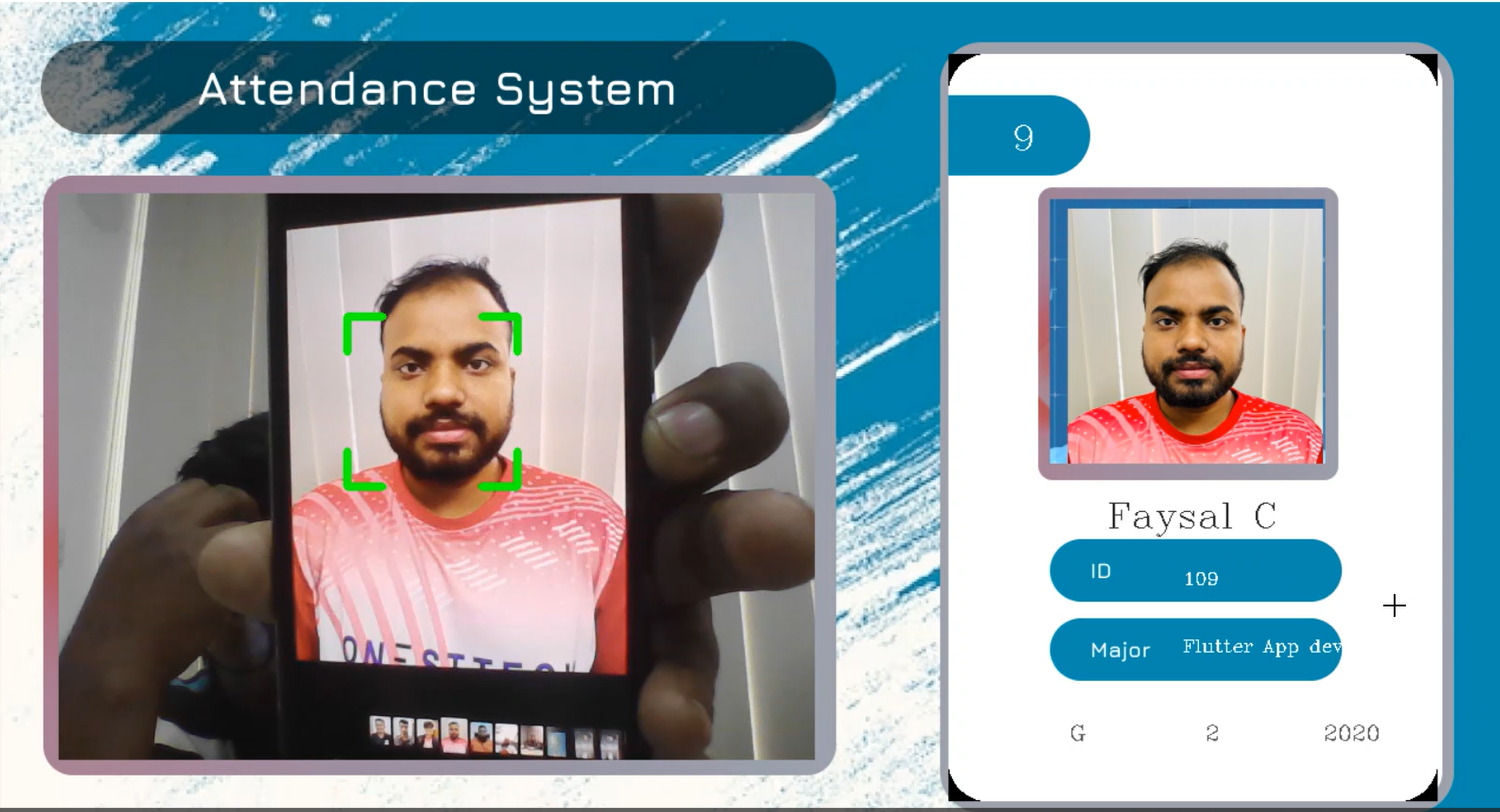 Attendance System
9
Faysal C
ID 109
Major Flutter App dev
G 2 2020